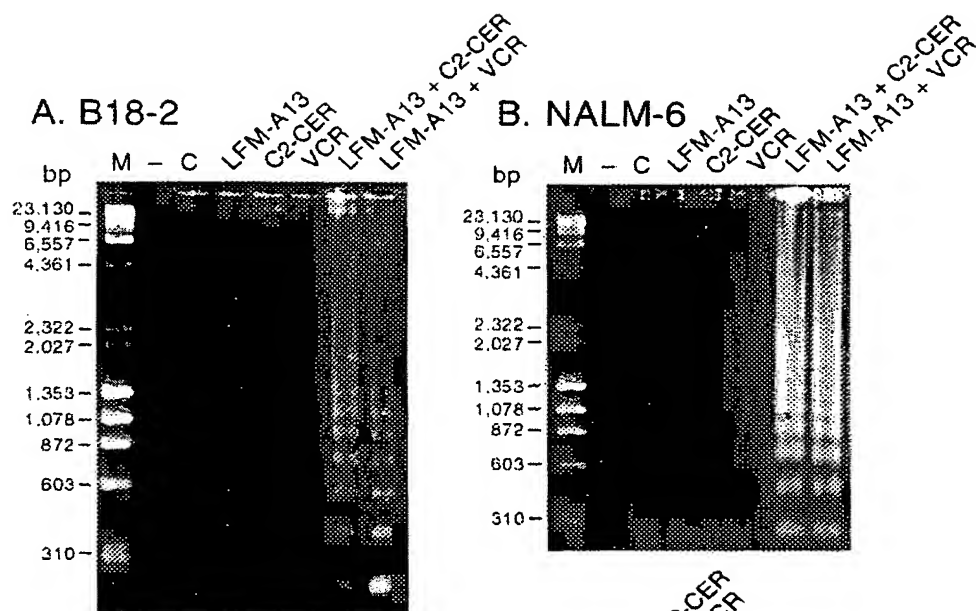 A. B18-2
M – C LFM-A13 C2-CER VCR LFM-A13 + C2-CER LFM-A13 + VCR
bp
23.130
9,416
6,557
4,361
2,322
2,027
1,353
1,078
872
603
310
B. NALM-6
M – C LFM-A13 C2-CER VCR LFM-A13 + C2-CER LFM-A13 + VCR
bp
23.130
9,416
6,557
4,361
2.322
2,027
1,353
1,078
872
603
310
-CER
CR